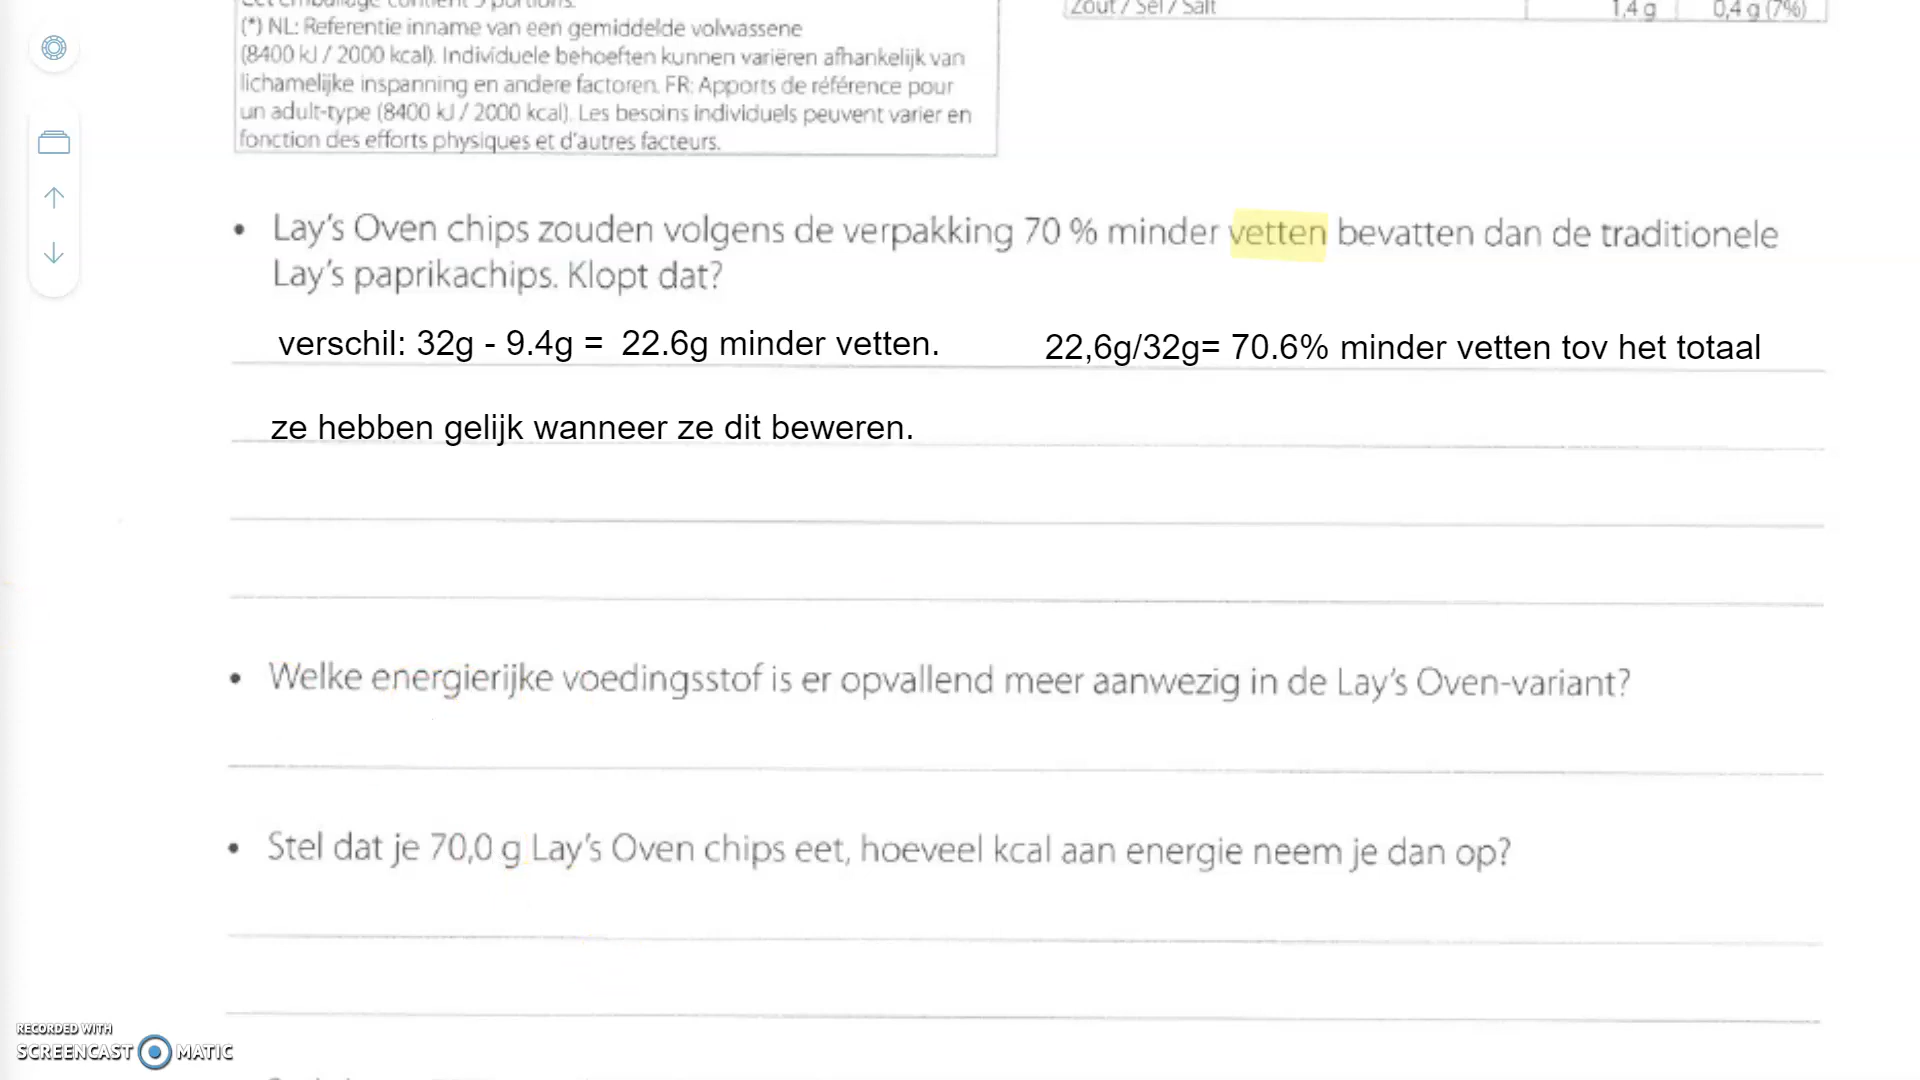 Zout / Sel / Salt 1,4 g 0,4 g (7%)
(*) NL: Referentie inname van een gemiddelde volwassene
(8400 kJ / 2000 kcal). Individuele behoeften kunnen variëren afhankelijk van
lichamelijke inspanning en andere factoren. FR: Apports de référence pour
un adult-type (8400 kJ / 2000 kcal). Les besoins individuels peuvent varier en
fonction des efforts physiques et d'autres facteurs.
• Lay's Oven chips zouden volgens de verpakking 70 % minder vetten bevatten dan de traditionele
Lay's paprikachips. Klopt dat?
verschil: 32g - 9.4g = 22.6g minder vetten. 22,6g/32g= 70.6% minder vetten tov het totaal
ze hebben gelijk wanneer ze dit beweren.
• Welke energierijke voedingsstof is er opvallend meer aanwezig in de Lay's Oven-variant?
• Stel dat je 70,0 g Lay's Oven chips eet, hoeveel kcal aan energie neem je dan op?
RECORDED WITH
SCREENCAST MATIC